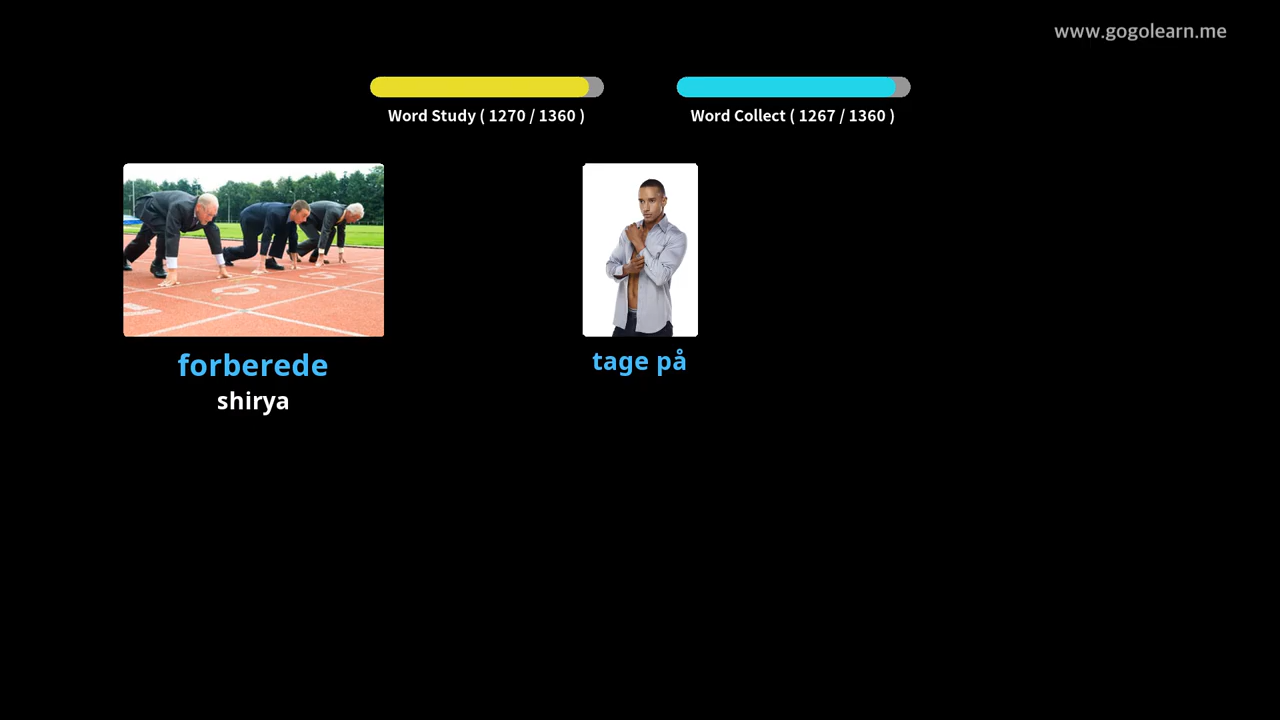 www.gogolearn.me
Word Study ( 1270 / 1360 )
Word Collect ( 1267 / 1360 )
forberede
shirya
tage på